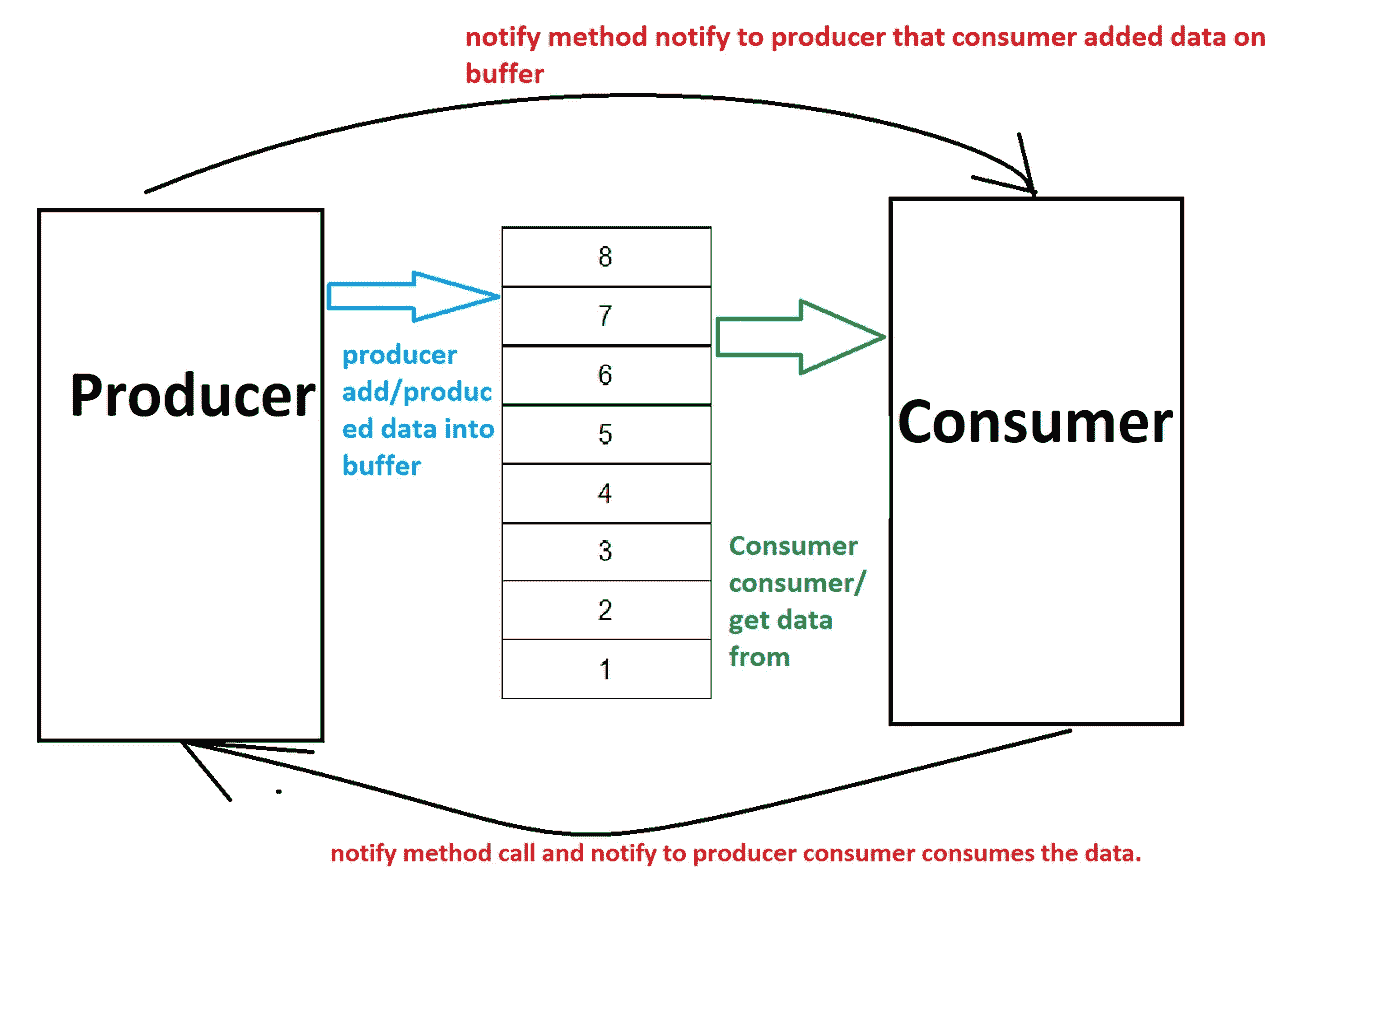 notify method notify to producer that consumer added data on
buffer
Producer
producer
add/produc
ed data into
buffer
8
7
6
5
4
3
2
1
Consumer
consumer/
get data
from
Consumer
notify method call and notify to producer consumer consumes the data.